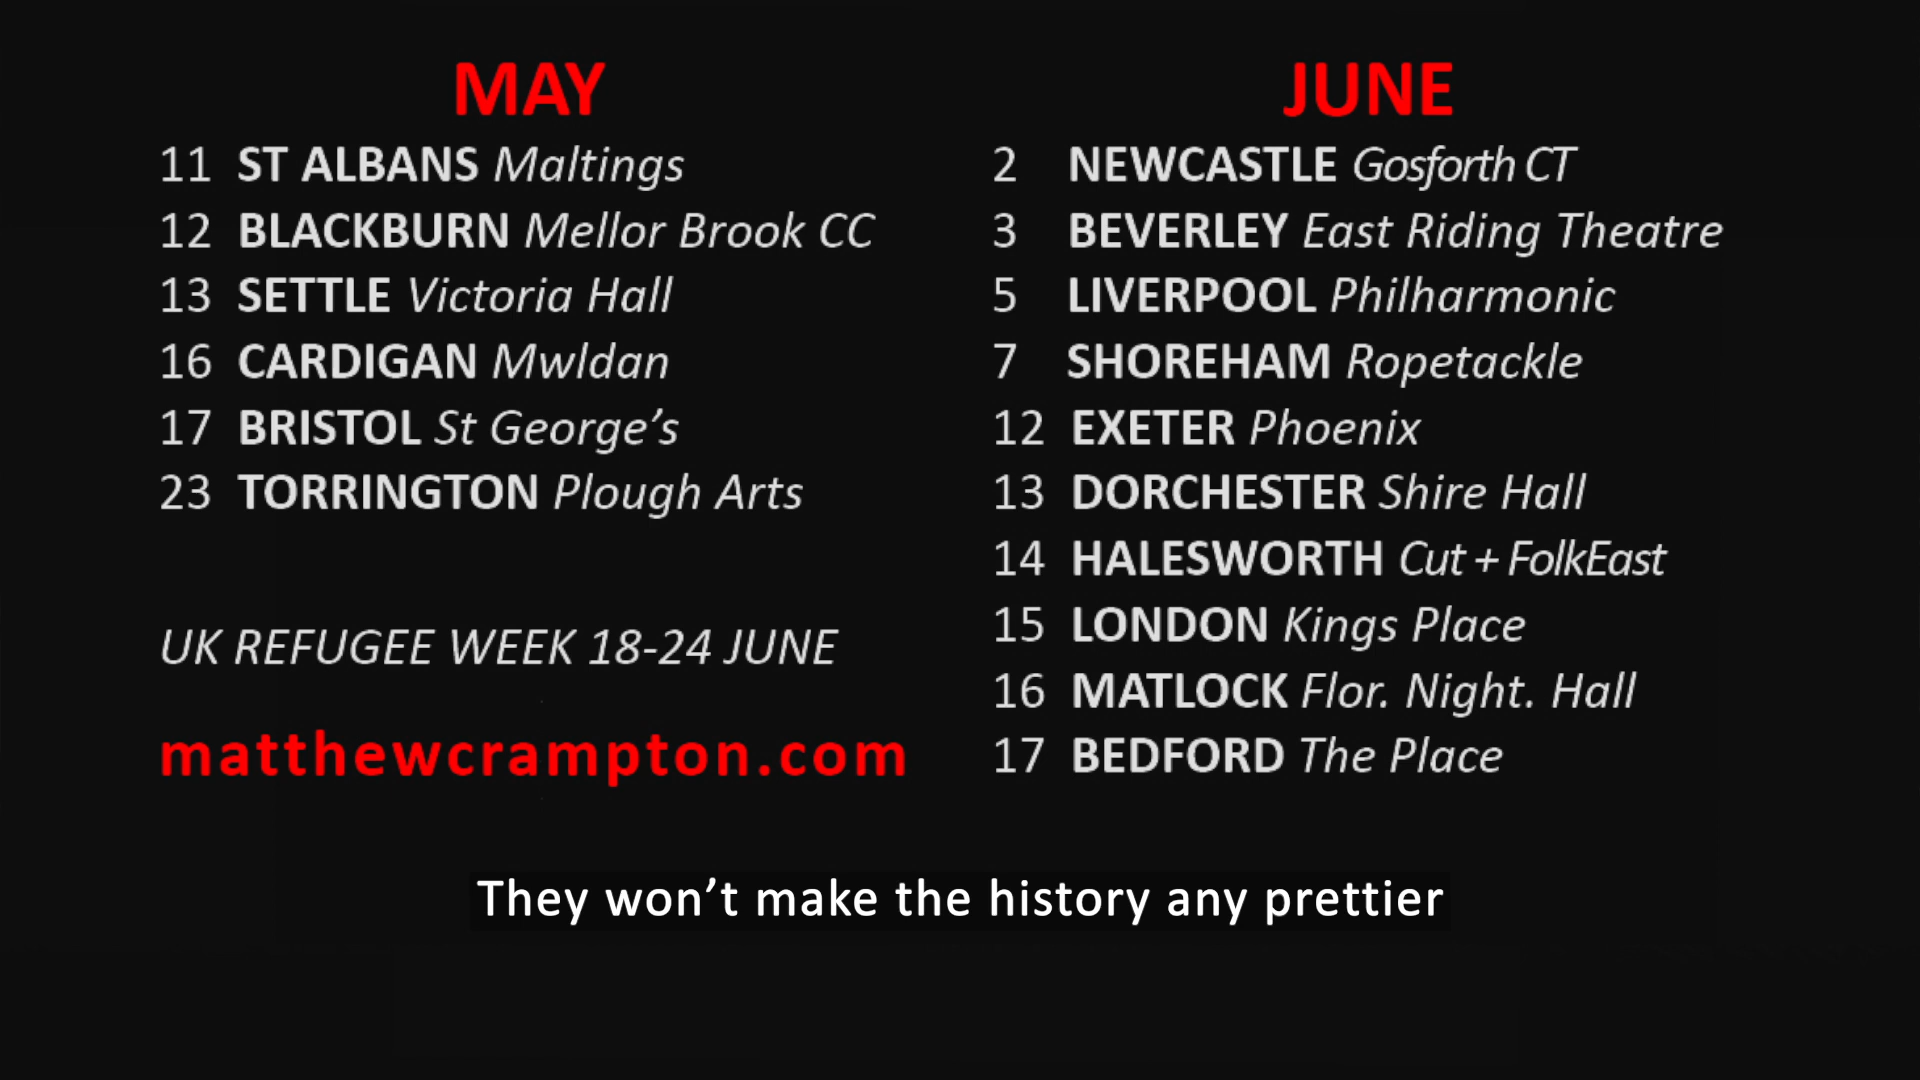 MAY
11 ST ALBANS Maltings
12 BLACKBURN Mellor Brook CC
13 SETTLE Victoria Hall
16 CARDIGAN Mwldan
17 BRISTOL St George’s
23 TORRINGTON Plough Arts
UK REFUGEE WEEK 18-24 JUNE
matthewcrampton.com
JUNE
2 NEWCASTLE Gosforth CT
3 BEVERLEY East Riding Theatre
5 LIVERPOOL Philharmonic
7 SHOREHAM Ropetackle
12 EXETER Phoenix
13 DORCHESTER Shire Hall
14 HALESWORTH Cut + FolkEast
15 LONDON Kings Place
16 MATLOCK Flor. Night. Hall
17 BEDFORD The Place
They won’t make the history any prettier